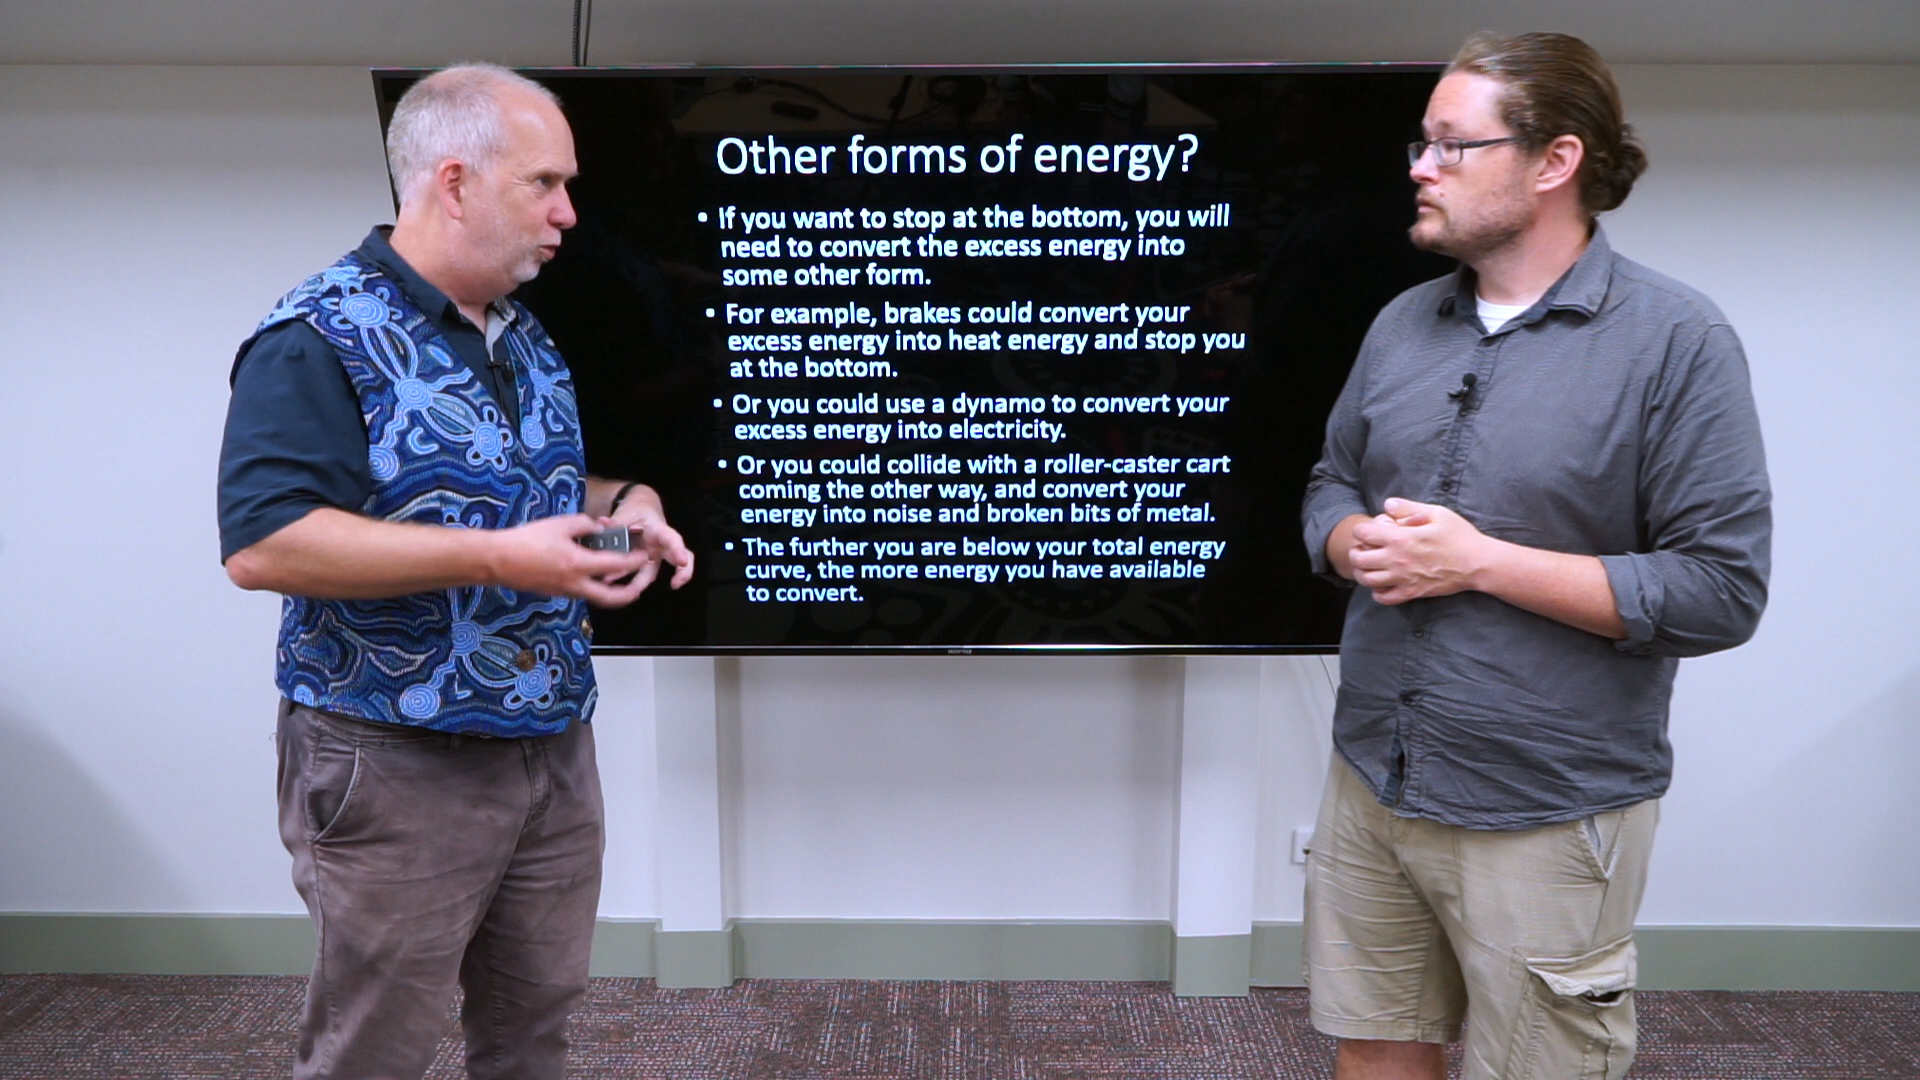 Other forms of energy?
• If you want to stop at the bottom, you will
need to convert the excess energy into
some other form.
• For example, brakes could convert your
excess energy into heat energy and stop you
at the bottom.
• Or you could use a dynamo to convert your
excess energy into electricity.
• Or you could collide with a roller-caster cart
coming the other way, and convert your
energy into noise and broken bits of metal.
• The further you are below your total energy
curve, the more energy you have available
to convert.